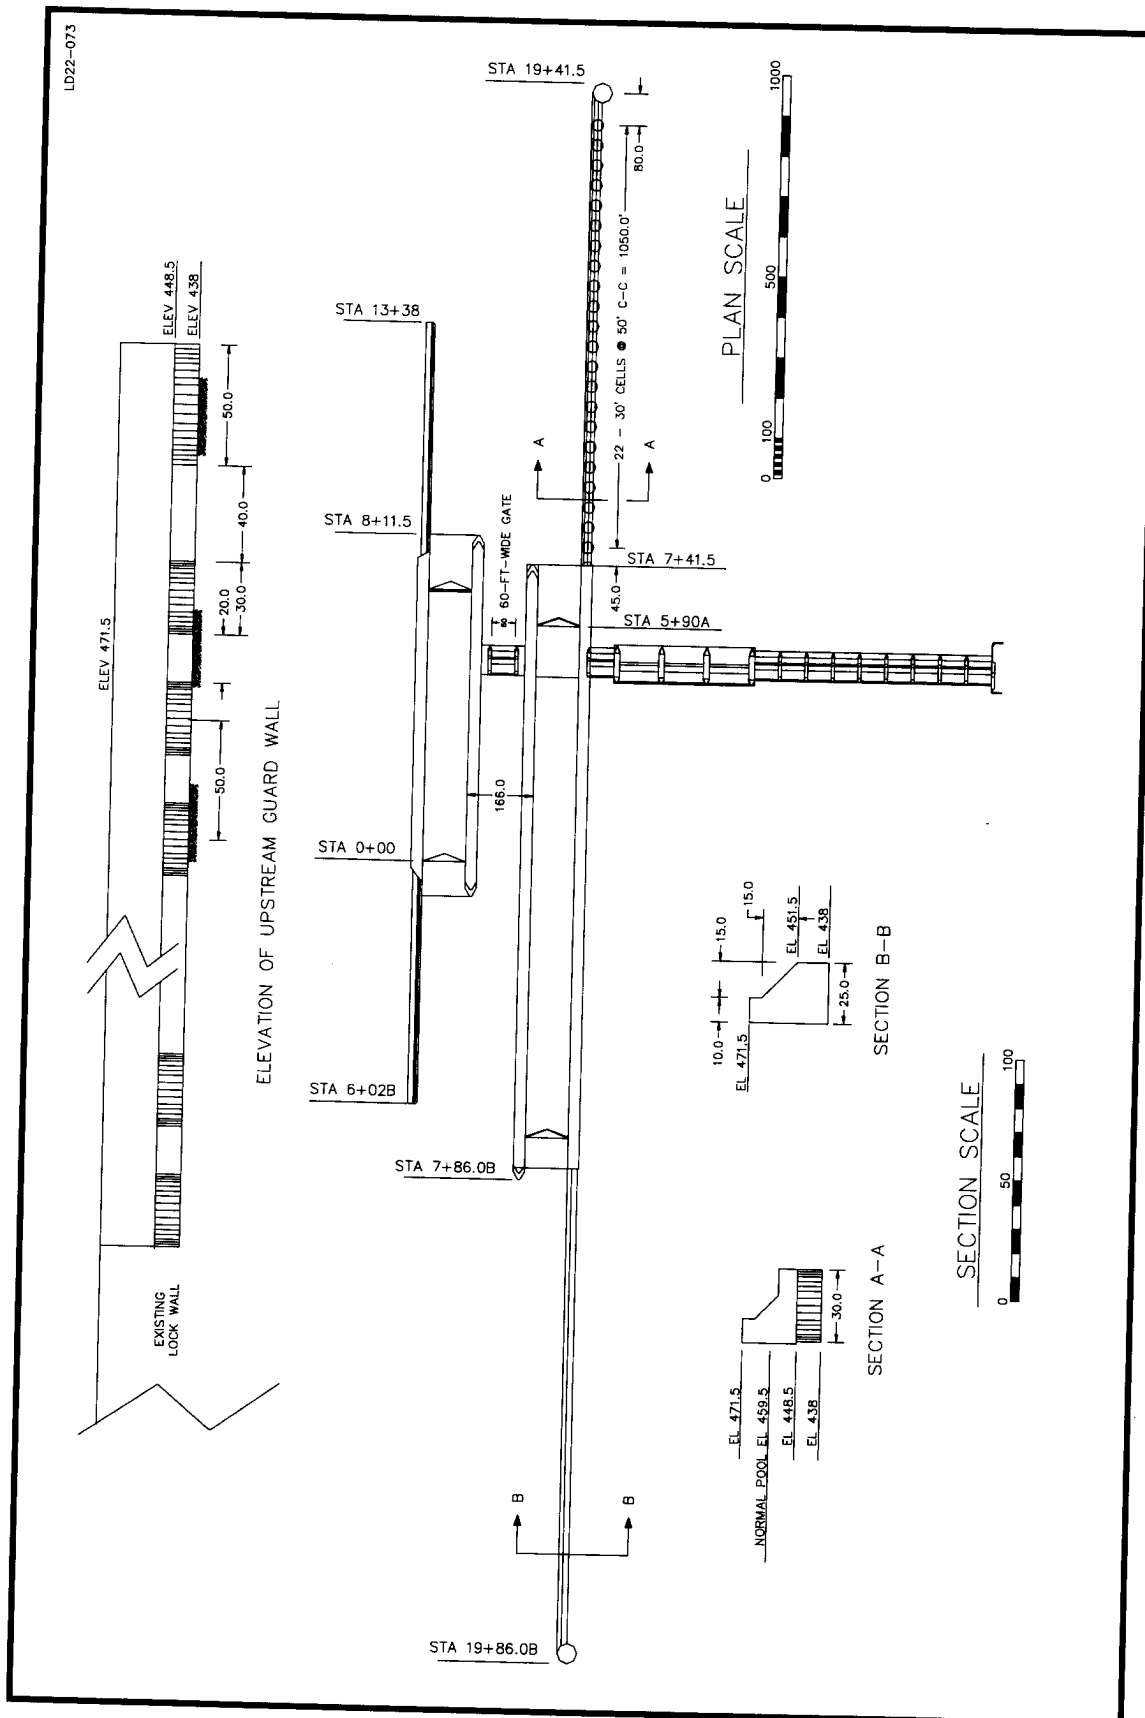 LD22-073
ELEV 471.5
ELEV 448.5
ELEV 438
50.0
40.0
20.0
30.0
50.0
EXISTING
LOCK WALL
ELEVATION OF UPSTREAM GUARD WALL
STA 19+41.5
STA 13+38
STA 8+11.5
STA 0+00
STA 6+02B
STA 7+86.0B
STA 19+86.0B
STA 7+41.5
STA 5+90A
60-FT-WIDE GATE
166.0
45.0
80.0
22 - 30' CELLS @ 50' C-C = 1050.0'
A
A
B
B
PLAN SCALE
0
100
500
1000
EL 471.5
NORMAL POOL EL 459.5
EL 448.5
EL 438
30.0
SECTION A-A
EL 471.5
10.0
15.0
15.0
EL 451.5
EL 438
25.0
SECTION B-B
SECTION SCALE
0
50
100